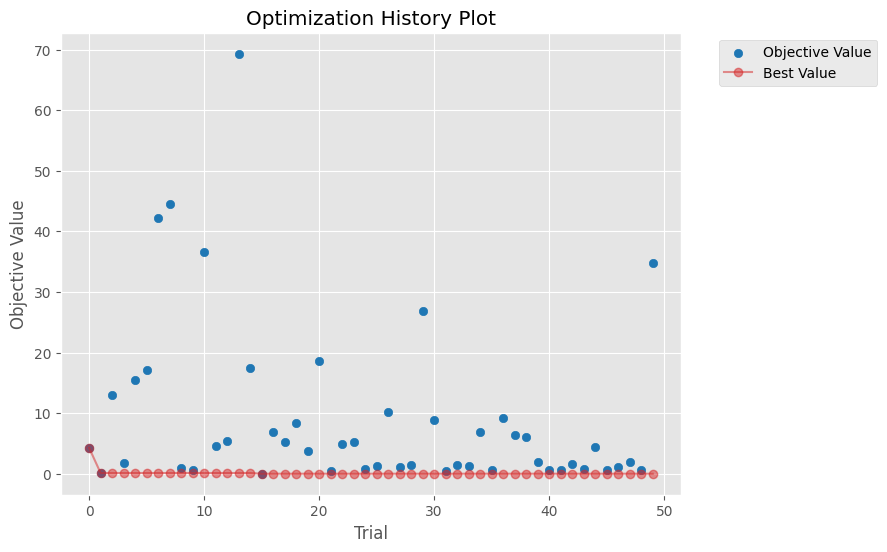 Optimization History Plot
Objective Value
Best Value
70
60
50
40
30
20
10
0
Objective Value
0 10 20 30 40 50
Trial